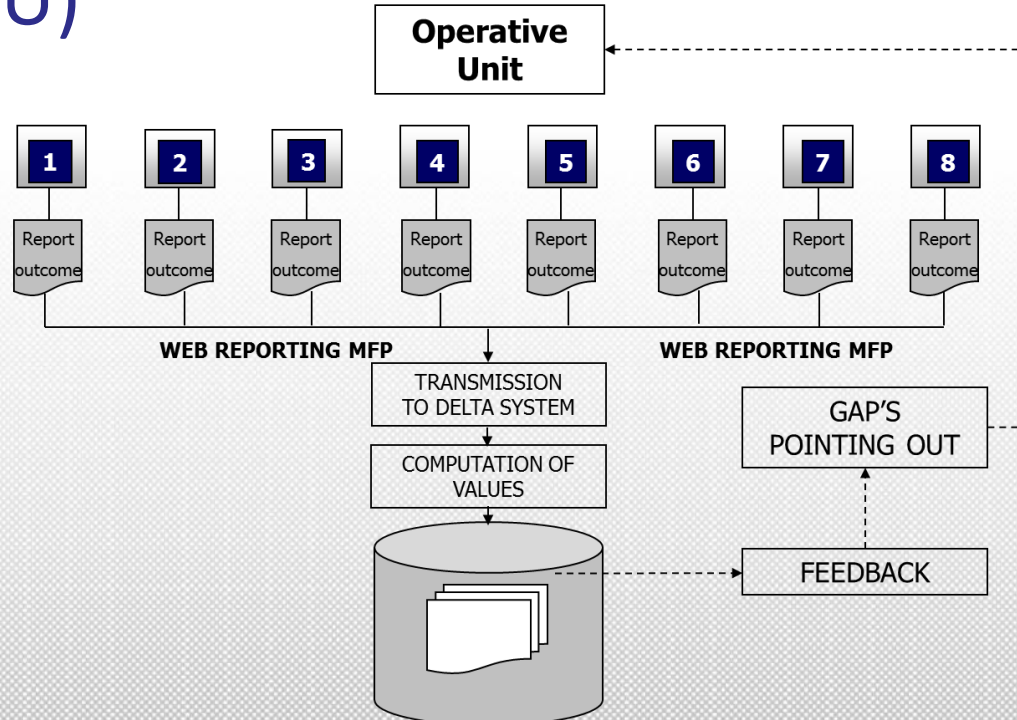 U)
Operative
Unit
1 2 3 4 5 6 7 8
Report Report Report Report Report Report Report Report
outcome outcome outcome outcome outcome outcome outcome outcome
WEB REPORTING MFP WEB REPORTING MFP
TRANSMISSION
TO DELTA SYSTEM
GAP'S
POINTING OUT
COMPUTATION OF
VALUES
FEEDBACK